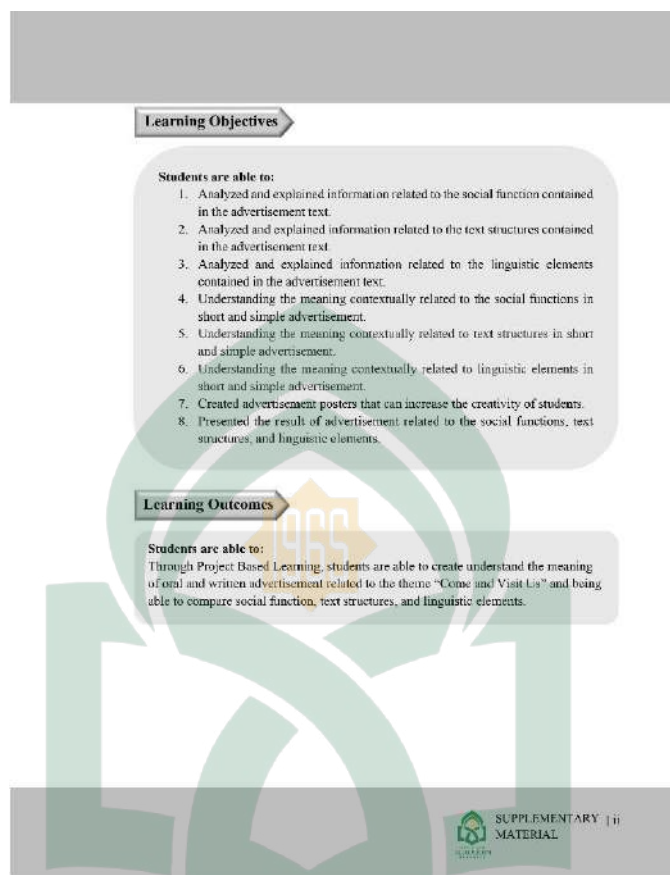 Learning Objectives
Students are able to:
1. Analyzed and explained information related to the social function contained
in the advertisement text.
2. Analyzed and explained information related to the text structures contained
in the advertisement text.
3. Analyzed and explained information related to the linguistic elements
contained in the advertisement text.
4. Understanding the meaning contextually related to the social functions in
short and simple advertisement.
5. Understanding the meaning contextually related to text structures in short
and simple advertisement.
6. Understanding the meaning contextually related to linguistic elements in
short and simple advertisement.
7. Created advertisement posters that can increase the creativity of students.
8. Presented the result of advertisement related to the social functions, text
structures, and linguistic elements.
Learning Outcomes
1965
Students are able to:
Through Project Based Learning, students are able to create understand the meaning
of oral and written advertisement related to the theme “Come and Visit Us” and being
able to compare social function, text structures, and linguistic elements.
SUPPLEMENTARY | ii
MATERIAL